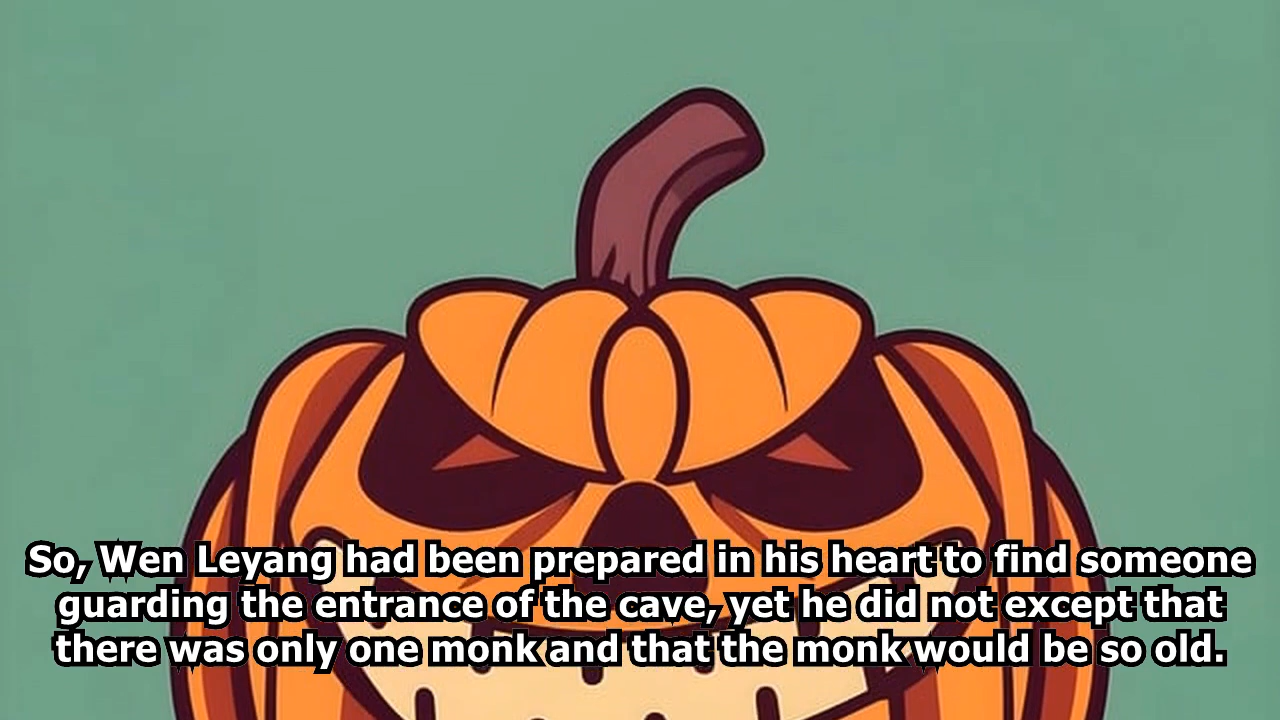 So, Wen Leyang had been prepared in his heart to find someone
guarding the entrance of the cave, yet he did not except that
there was only one monk and that the monk would be so old.